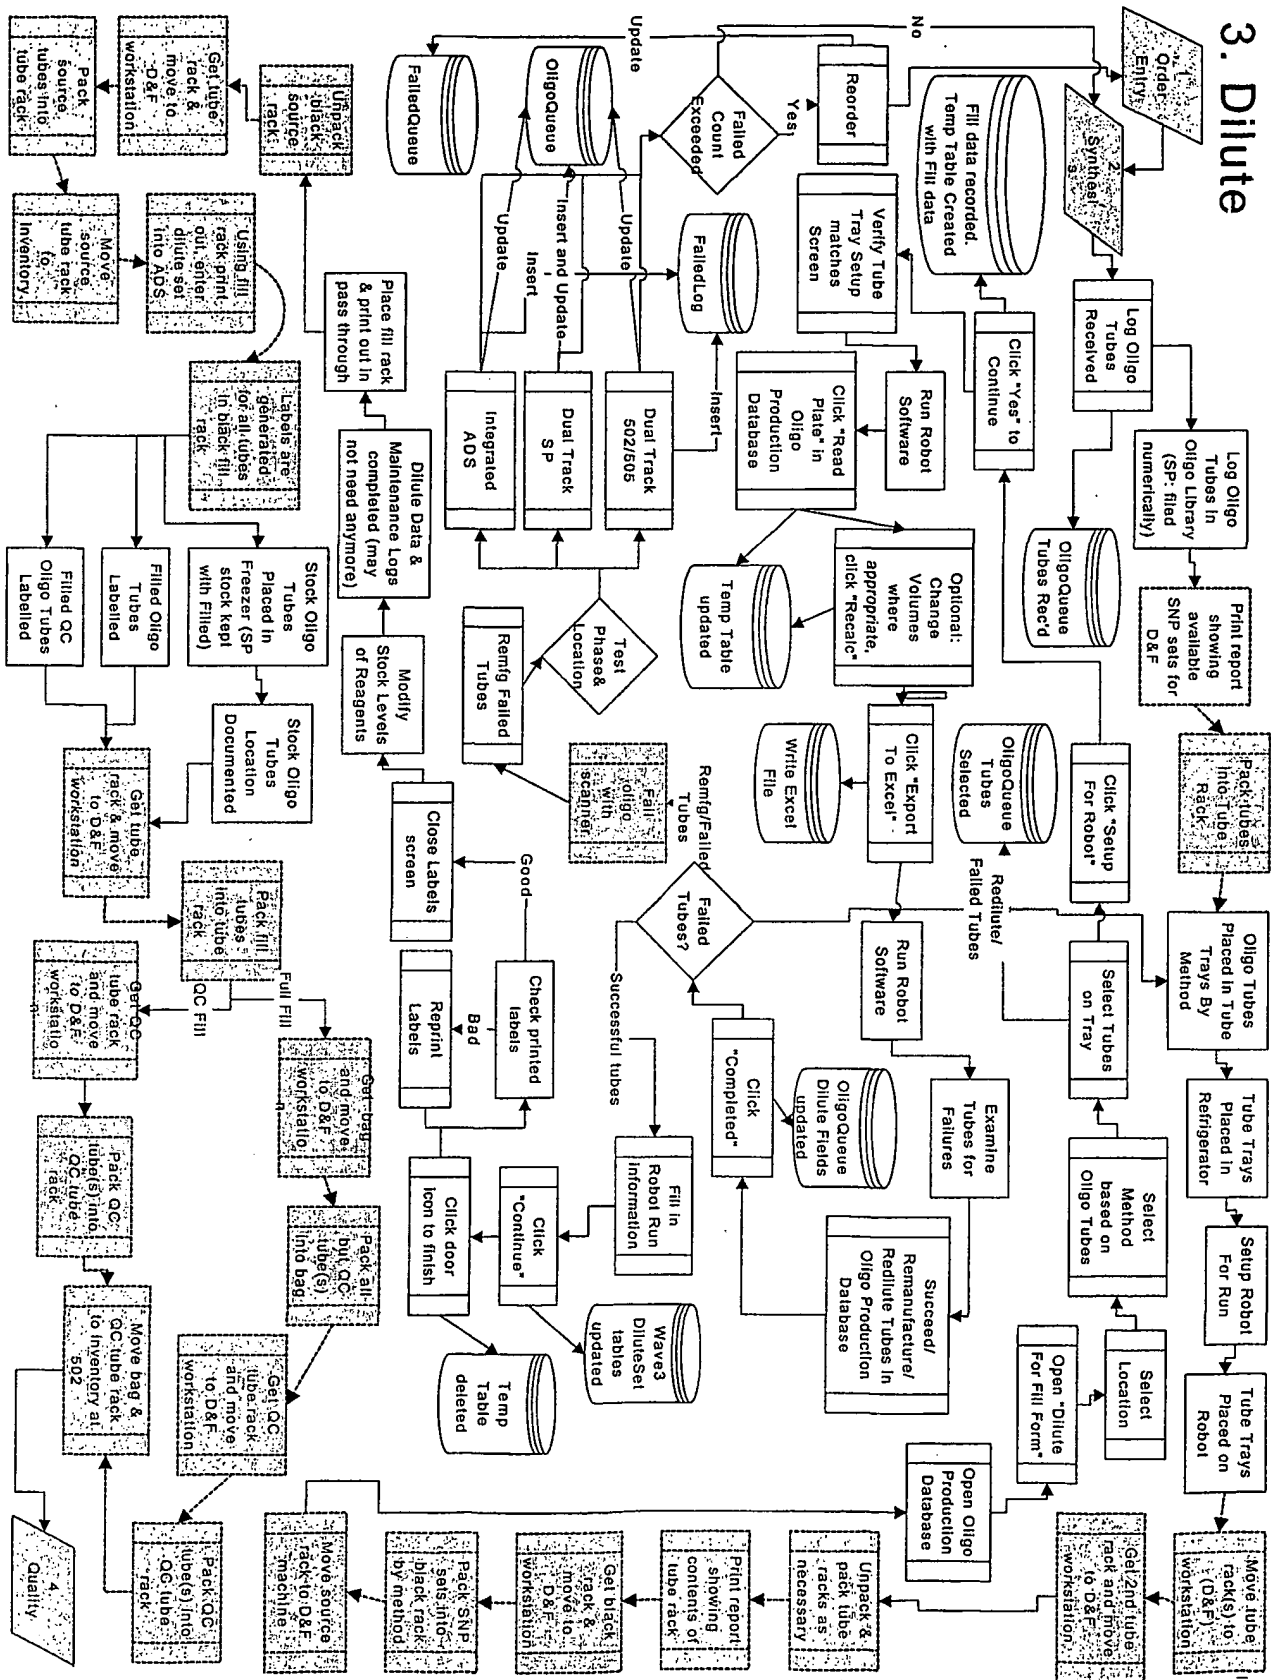 3. Dilute
1.
Order
Entry
2.
Synthesi
s
Log Oligo
Tubes
Received
Log Oligo
Tubes in
Oligo Library
(SP: filed
numerically)
Print report
showing
available
SNP sets for
D&F
Pack tubes
into Tube
Rack
Oligo Tubes
Placed in Tube
Trays By
Method
Tube Trays
Placed in
Refrigerator
Setup Robot
For Run
Tube Trays
Placed on
Robot
Move tube
rack(s) to
(D&F)
workstation
OligoQueue
Tubes Rec'd
Get 2nd tube
rack and move
to D&F
workstation
Unpack &
pack tube
racks as
necessary
Print report
showing
contents of
tube rack
Get black
rack &
move to
D&F
workstation
Pack SNP
sets into
black rack
by method
Move source
rack to D&F
machine
Open Oligo
Production
Database
Open "Dilute
For Fill Form"
Select
Location
Select
Method
based on
Oligo Tubes
Select Tubes
on Tray
Redilute/
Failed Tubes
OligoQueue
Tubes
Selected
Click "Setup
For Robot"
Click "Yes" to
Continue
Fill data recorded.
Temp Table Created
with Fill data
Verify Tube
Tray Setup
matches
Screen
Run Robot
Software
Click "Read
Plate" in
Oligo
Production
Database
Temp Table
updated
Optional:
Change
Volumes
where
appropriate,
click "Recalc"
Click "Export
To Excel"
Write Excel
File
Run Robot
Software
Examine
Tubes for
Failures
Succeed/
Remanufacture/
Redilute Tubes in
Oligo Production
Database
Click
"Completed"
OligoQueue
Dilute Fields
updated
Failed
Tubes?
Remfg/Failed
Tubes
Successful tubes
Fail
oligo
with
scanner
Remfg Failed
Tubes
Test
Phase&
Location
Dual Track
502/505
Dual Track
SP
Integrated
ADS
Insert
Update
Insert and Update
Insert
Update
FailedLog
OligoQueue
Failed
Count
Exceeded
Yes
No
Reorder
Update
FailedQueue
Fill in
Robot Run
information
Click
"Continue"
Wave3
DiluteSet
tables
updated
Click door
icon to finish
Temp
Table
deleted
Check printed
labels
Bad
Reprint
Labels
Good
Close Labels
screen
Modify
Stock Levels
of Reagents
Dilute Data &
Maintenance Logs
completed (may
not need anymore)
Place fill rack
& print out in
pass through
Unpack
black
source
rack
Get tube
rack &
move to
D&F
workstation
Pack
source
tubes into
tube rack
Move
source
tube rack
to
Inventory
Using fill
rack print
out, enter
dilute set
into ADS
Labels are
generated
for all tubes
in black fill
rack
Stock Oligo
Tubes
Placed in
Freezer (SP
stock kept
with Filled)
Filled Oligo
Tubes
Labelled
Filled QC
Oligo Tubes
Labelled
Stock Oligo
Tubes
Location
Documented
Get tube
rack & move
to D&F
workstation
Pack fill
tubes
into tube
rack
Full Fill
QC Fill
Get bag
and move
to D&F
workstatio
n
Pack all
but QC
tube(s)
into bag
Get QC
tube rack
and move
to D&F
workstation
Pack QC
tube(s) into
QC tube
rack
Get QC
tube rack
and move
to D&F
workstatio
n
Pack QC
tube(s) into
QC tube
rack
Move bag &
QC tube rack
to inventory at
502
4.
Quality